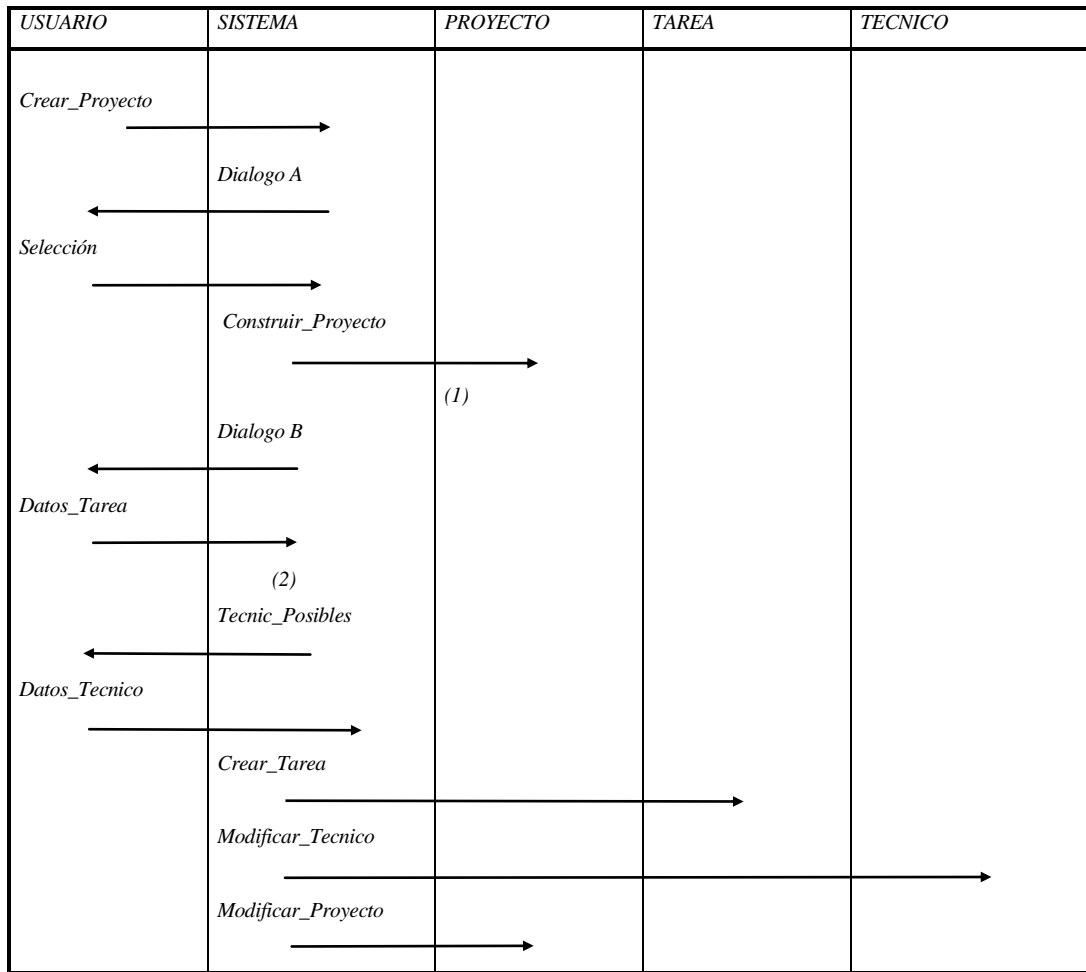 USUARIO SISTEMA PROYECTO TAREA TECNICO
Crear_Proyecto
Dialogo A
Selección
Construir_Proyecto
(1)
Dialogo B
Datos_Tarea
(2)
Tecnic_Posibles
Datos_Tecnico
Crear_Tarea
Modificar_Tecnico
Modificar_Proyecto